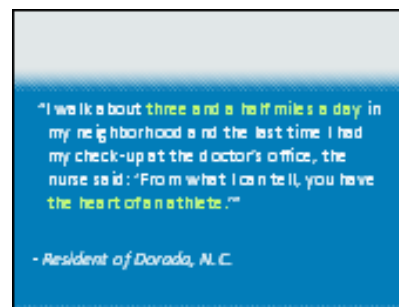 "I walk about three and a half miles a day in
my neighborhood and the last time I had
my check-up at the doctor's office, the
nurse said: "From what I can tell, you have
the heart of an athlete.""
- Resident of Dorada, N.C.